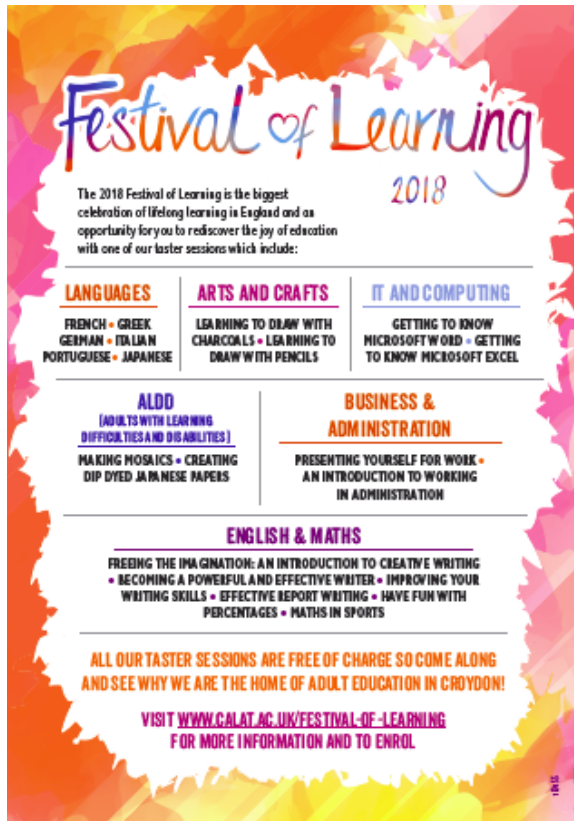 Festival of Learning
2018
The 2018 Festival of Learning is the biggest
celebration of lifelong learning in England and an
opportunity for you to rediscover the joy of education
with one of our taster sessions which include:
LANGUAGES
FRENCH • GREEK
GERMAN • ITALIAN
PORTUGUESE • JAPANESE
ARTS AND CRAFTS
LEARNING TO DRAW WITH
CHARCOALS • LEARNING TO
DRAW WITH PENCILS
IT AND COMPUTING
GETTING TO KNOW
MICROSOFT WORD • GETTING
TO KNOW MICROSOFT EXCEL
ALDD
(ADULTS WITH LEARNING
DIFFICULTIES AND DISABILITIES)
MAKING MOSAICS • CREATING
DIP DYED JAPANESE PAPERS
BUSINESS &
ADMINISTRATION
PRESENTING YOURSELF FOR WORK •
AN INTRODUCTION TO WORKING
IN ADMINISTRATION
ENGLISH & MATHS
FREEING THE IMAGINATION: AN INTRODUCTION TO CREATIVE WRITING
• BECOMING A POWERFUL AND EFFECTIVE WRITER • IMPROVING YOUR
WRITING SKILLS • EFFECTIVE REPORT WRITING • HAVE FUN WITH
PERCENTAGES • MATHS IN SPORTS
ALL OUR TASTER SESSIONS ARE FREE OF CHARGE SO COME ALONG
AND SEE WHY WE ARE THE HOME OF ADULT EDUCATION IN CROYDON!
VISIT WWW.CALAT.AC.UK/FESTIVAL-OF-LEARNING
FOR MORE INFORMATION AND TO ENROL